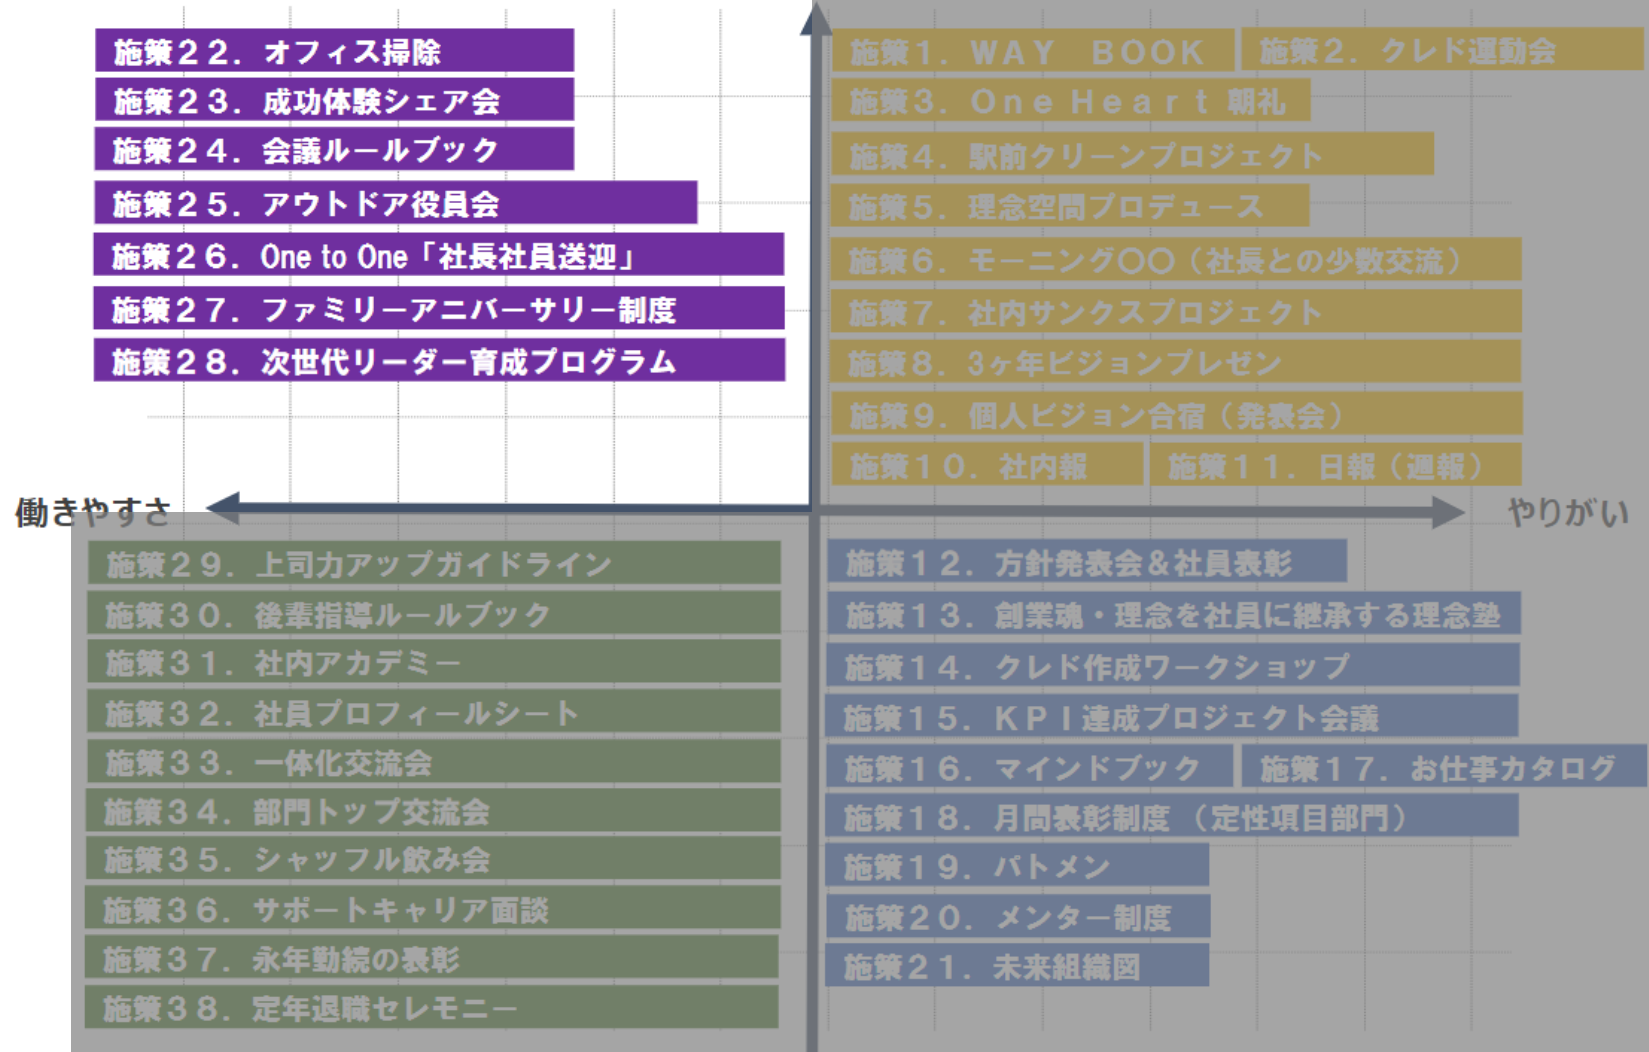 施策２２．オフィス掃除
施策２３．成功体験シェア会
施策２４．会議ルールブック
施策２５．アウトドア役員会
施策２６．One to One「社長社員送迎」
施策２７．ファミリーアニバーサリー制度
施策２８．次世代リーダー育成プログラム
施策１．ＷＡＹ　ＢＯＯＫ
施策２．クレド運動会
施策３．Ｏｎｅ Ｈｅａｒｔ 朝礼
施策４．駅前クリーンプロジェクト
施策５．理念空間プロデュース
施策６．モーニング〇〇（社長との少数交流）
施策７．社内サンクスプロジェクト
施策８．3ヶ年ビジョンプレゼン
施策９．個人ビジョン合宿（発表会）
施策１０．社内報
施策１１．日報（週報）
働きやすさ
やりがい
施策２９．上司力アップガイドライン
施策３０．後輩指導ルールブック
施策３１．社内アカデミー
施策３２．社員プロフィールシート
施策３３．一体化交流会
施策３４．部門トップ交流会
施策３５．シャッフル飲み会
施策３６．サポートキャリア面談
施策３７．永年勤続の表彰
施策３８．定年退職セレモニー
施策１２．方針発表会＆社員表彰
施策１３．創業魂・理念を社員に継承する理念塾
施策１４．クレド作成ワークショップ
施策１５．ＫＰＩ達成プロジェクト会議
施策１６．マインドブック
施策１７．お仕事カタログ
施策１８．月間表彰制度（定性項目部門）
施策１９．パトメン
施策２０．メンター制度
施策２１．未来組織図